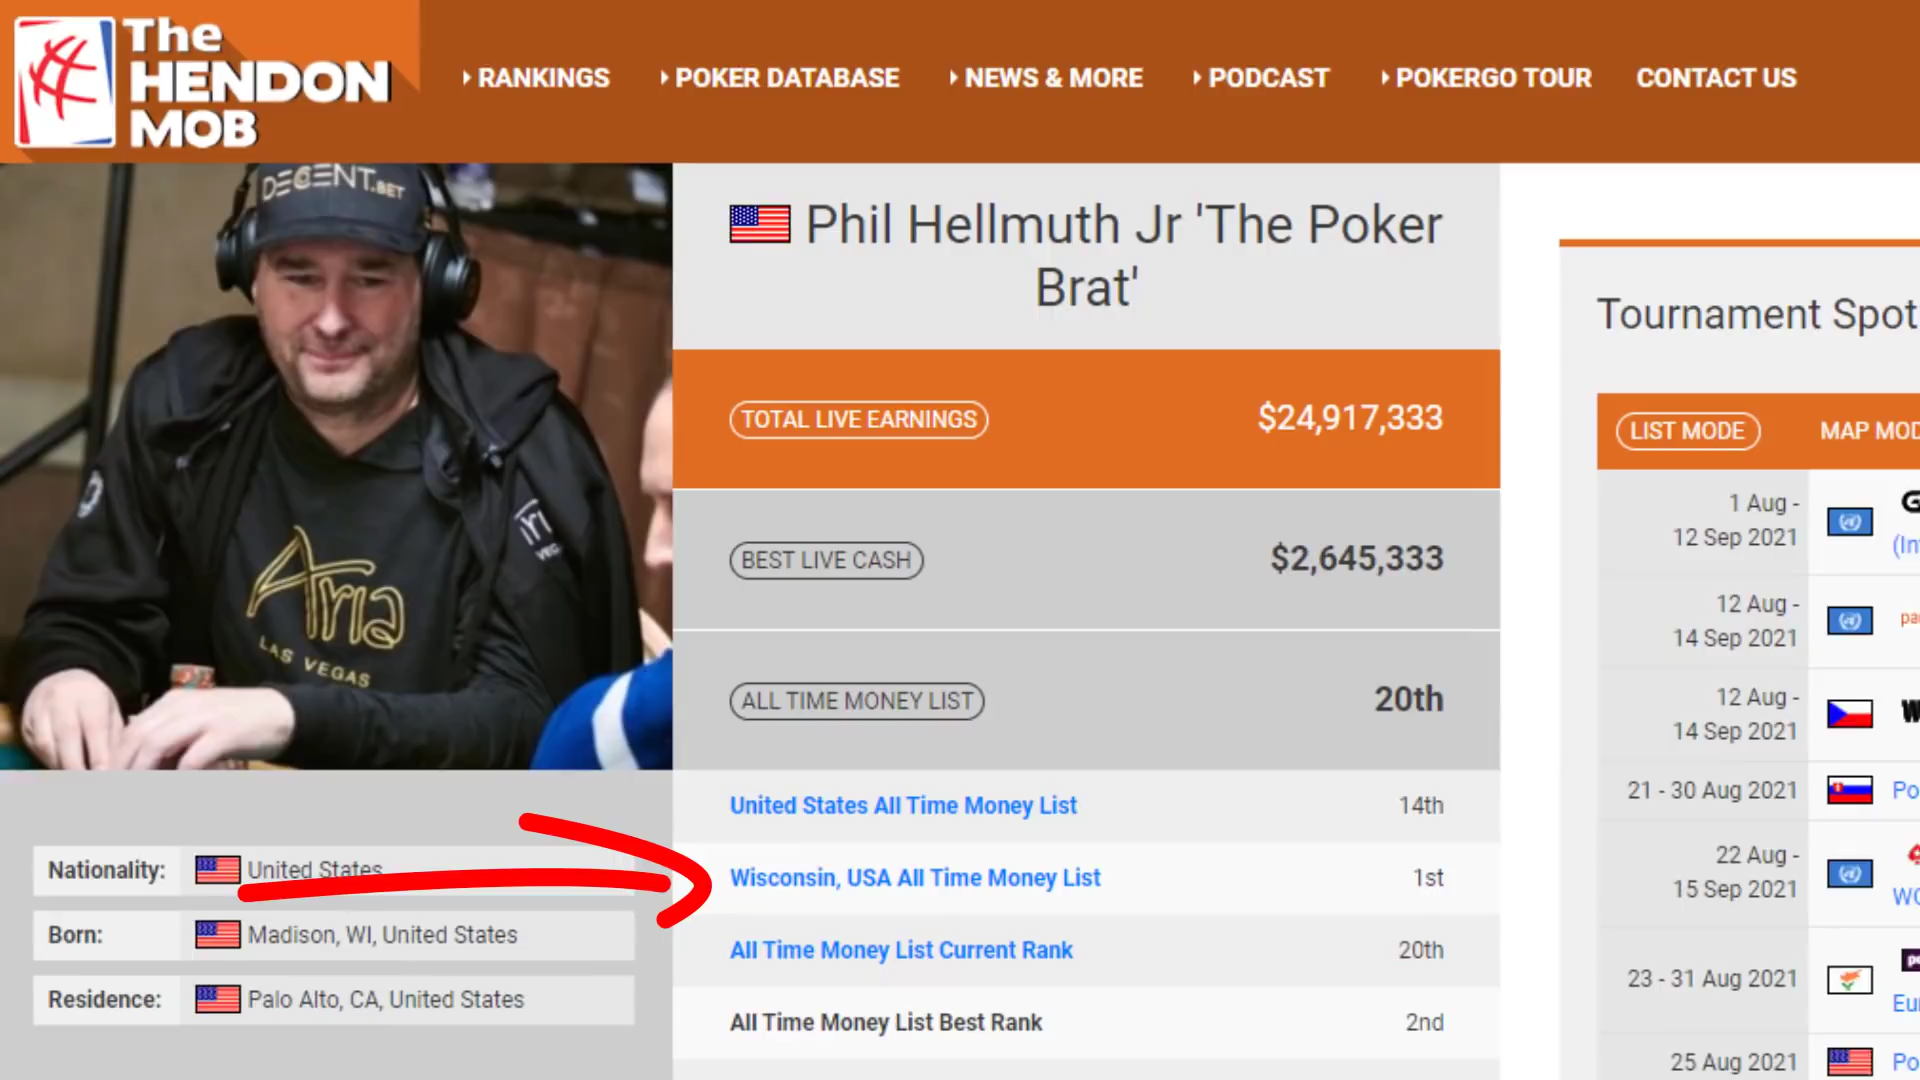 The
HENDON
MOB
RANKINGS
POKER DATABASE
NEWS & MORE
PODCAST
POKERGO TOUR
CONTACT US
DECENT.BET
Aria
LAS VEGAS
Phil Hellmuth Jr 'The Poker
Brat'
TOTAL LIVE EARNINGS $24,917,333
BEST LIVE CASH $2,645,333
ALL TIME MONEY LIST 20th
United States All Time Money List 14th
Wisconsin, USA All Time Money List 1st
All Time Money List Current Rank 20th
All Time Money List Best Rank 2nd
Nationality: United States
Born: Madison, WI, United States
Residence: Palo Alto, CA, United States
Tournament Spot
LIST MODE MAP MOD
1 Aug -
12 Sep 2021
12 Aug -
14 Sep 2021
12 Aug -
14 Sep 2021
21 - 30 Aug 2021 Po
22 Aug -
15 Sep 2021
23 - 31 Aug 2021
25 Aug 2021 Po